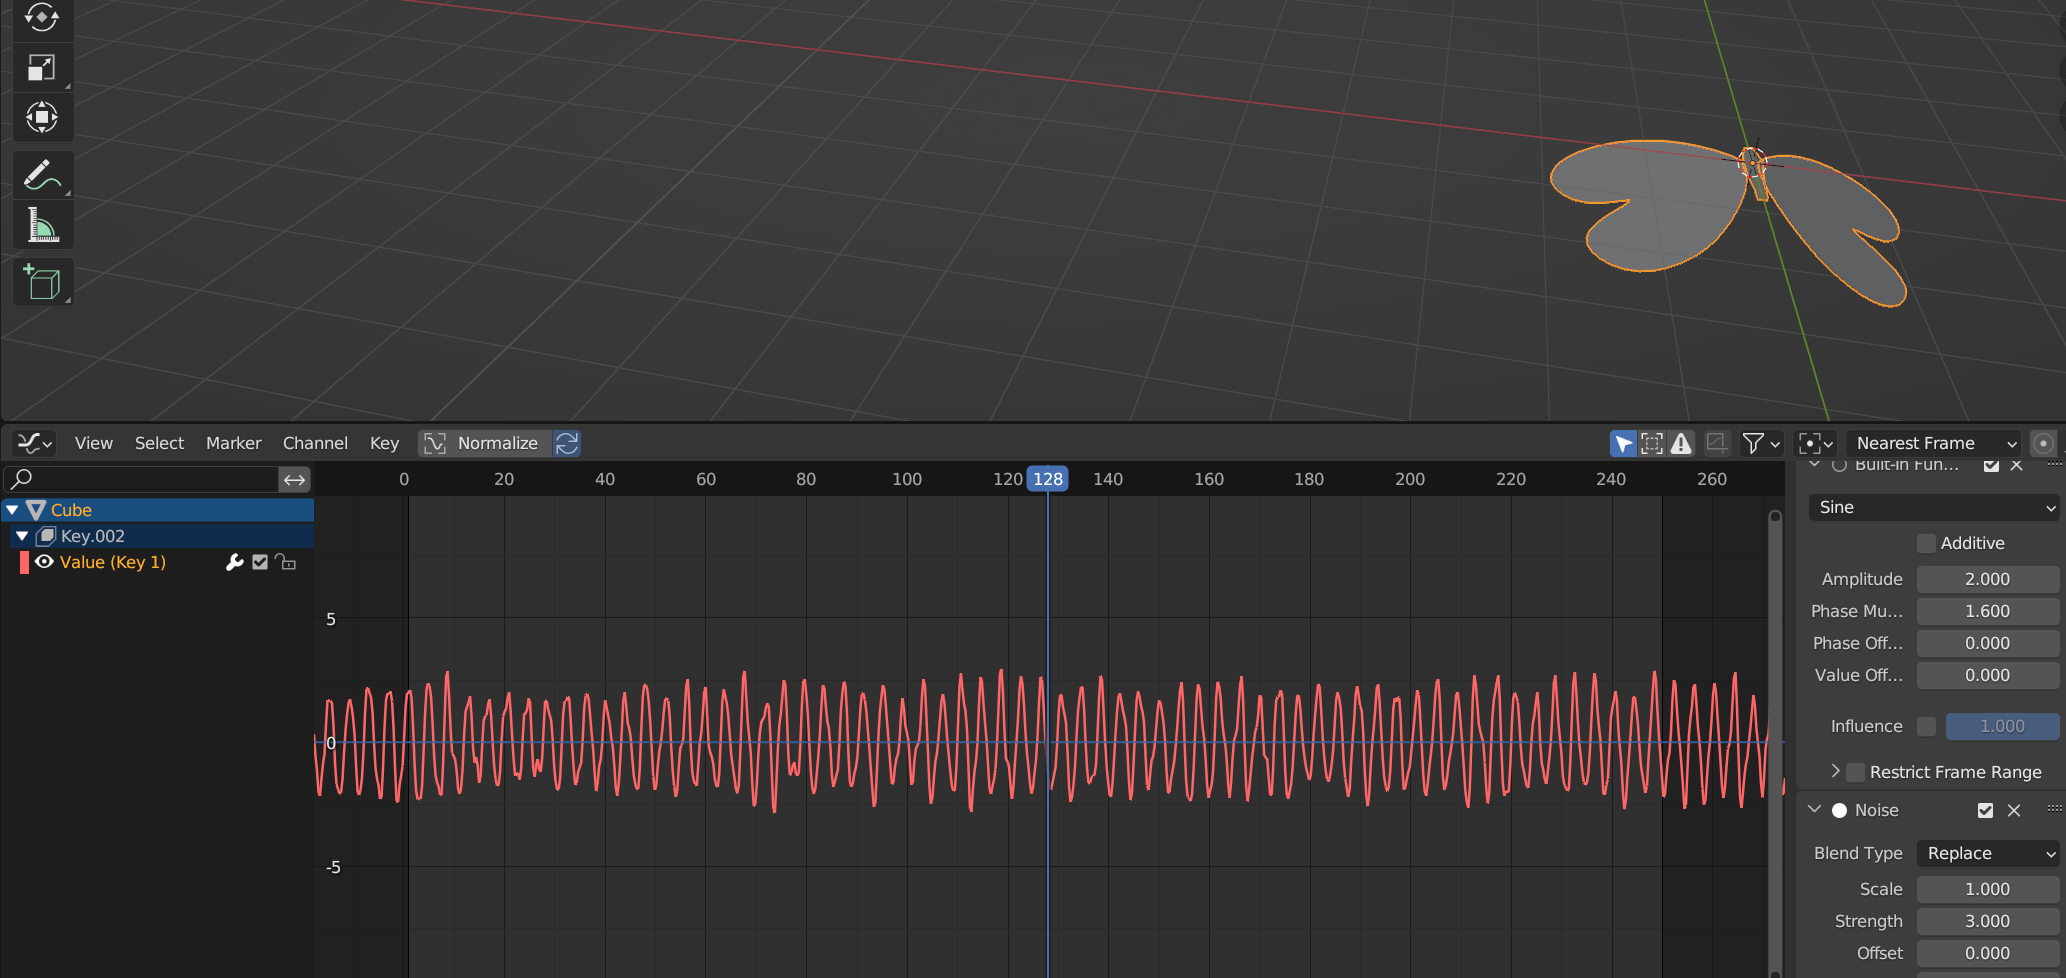 View Select Marker Channel Key Normalize Nearest Frame
0 20 40 60 80 100 120 128 140 160 180 200 220 240 260
Built-in Fun...
Cube
Sine
Key.002
Additive
Value (Key 1)
Amplitude 2.000
Phase Mu... 1.600
5
Phase Off... 0.000
Value Off... 0.000
Influence 1.000
0
Restrict Frame Range
Noise
Blend Type Replace
-5
Scale 1.000
Strength 3.000
Offset 0.000